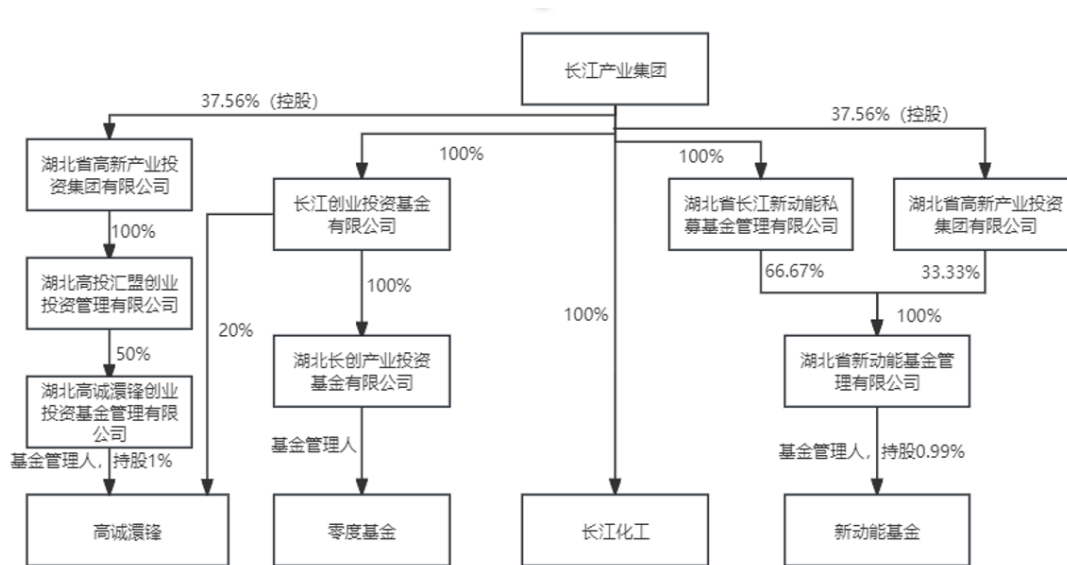 长江产业集团
37.56%（控股）
37.56%（控股）
100%
100%
湖北省高新产业投
资集团有限公司
长江创业投资基金
有限公司
湖北省长江新动能私
募基金管理有限公司
湖北省高新产业投资
集团有限公司
100%
66.67%
33.33%
湖北高投汇盟创业
投资管理有限公司
100%
20%
100%
100%
50%
湖北长创产业投资
基金有限公司
湖北省新动能基金管
理有限公司
湖北高诚澴锋创业
投资基金管理有限
公司
基金管理人，持股1%
基金管理人
基金管理人，持股0.99%
高诚澴锋
零度基金
长江化工
新动能基金